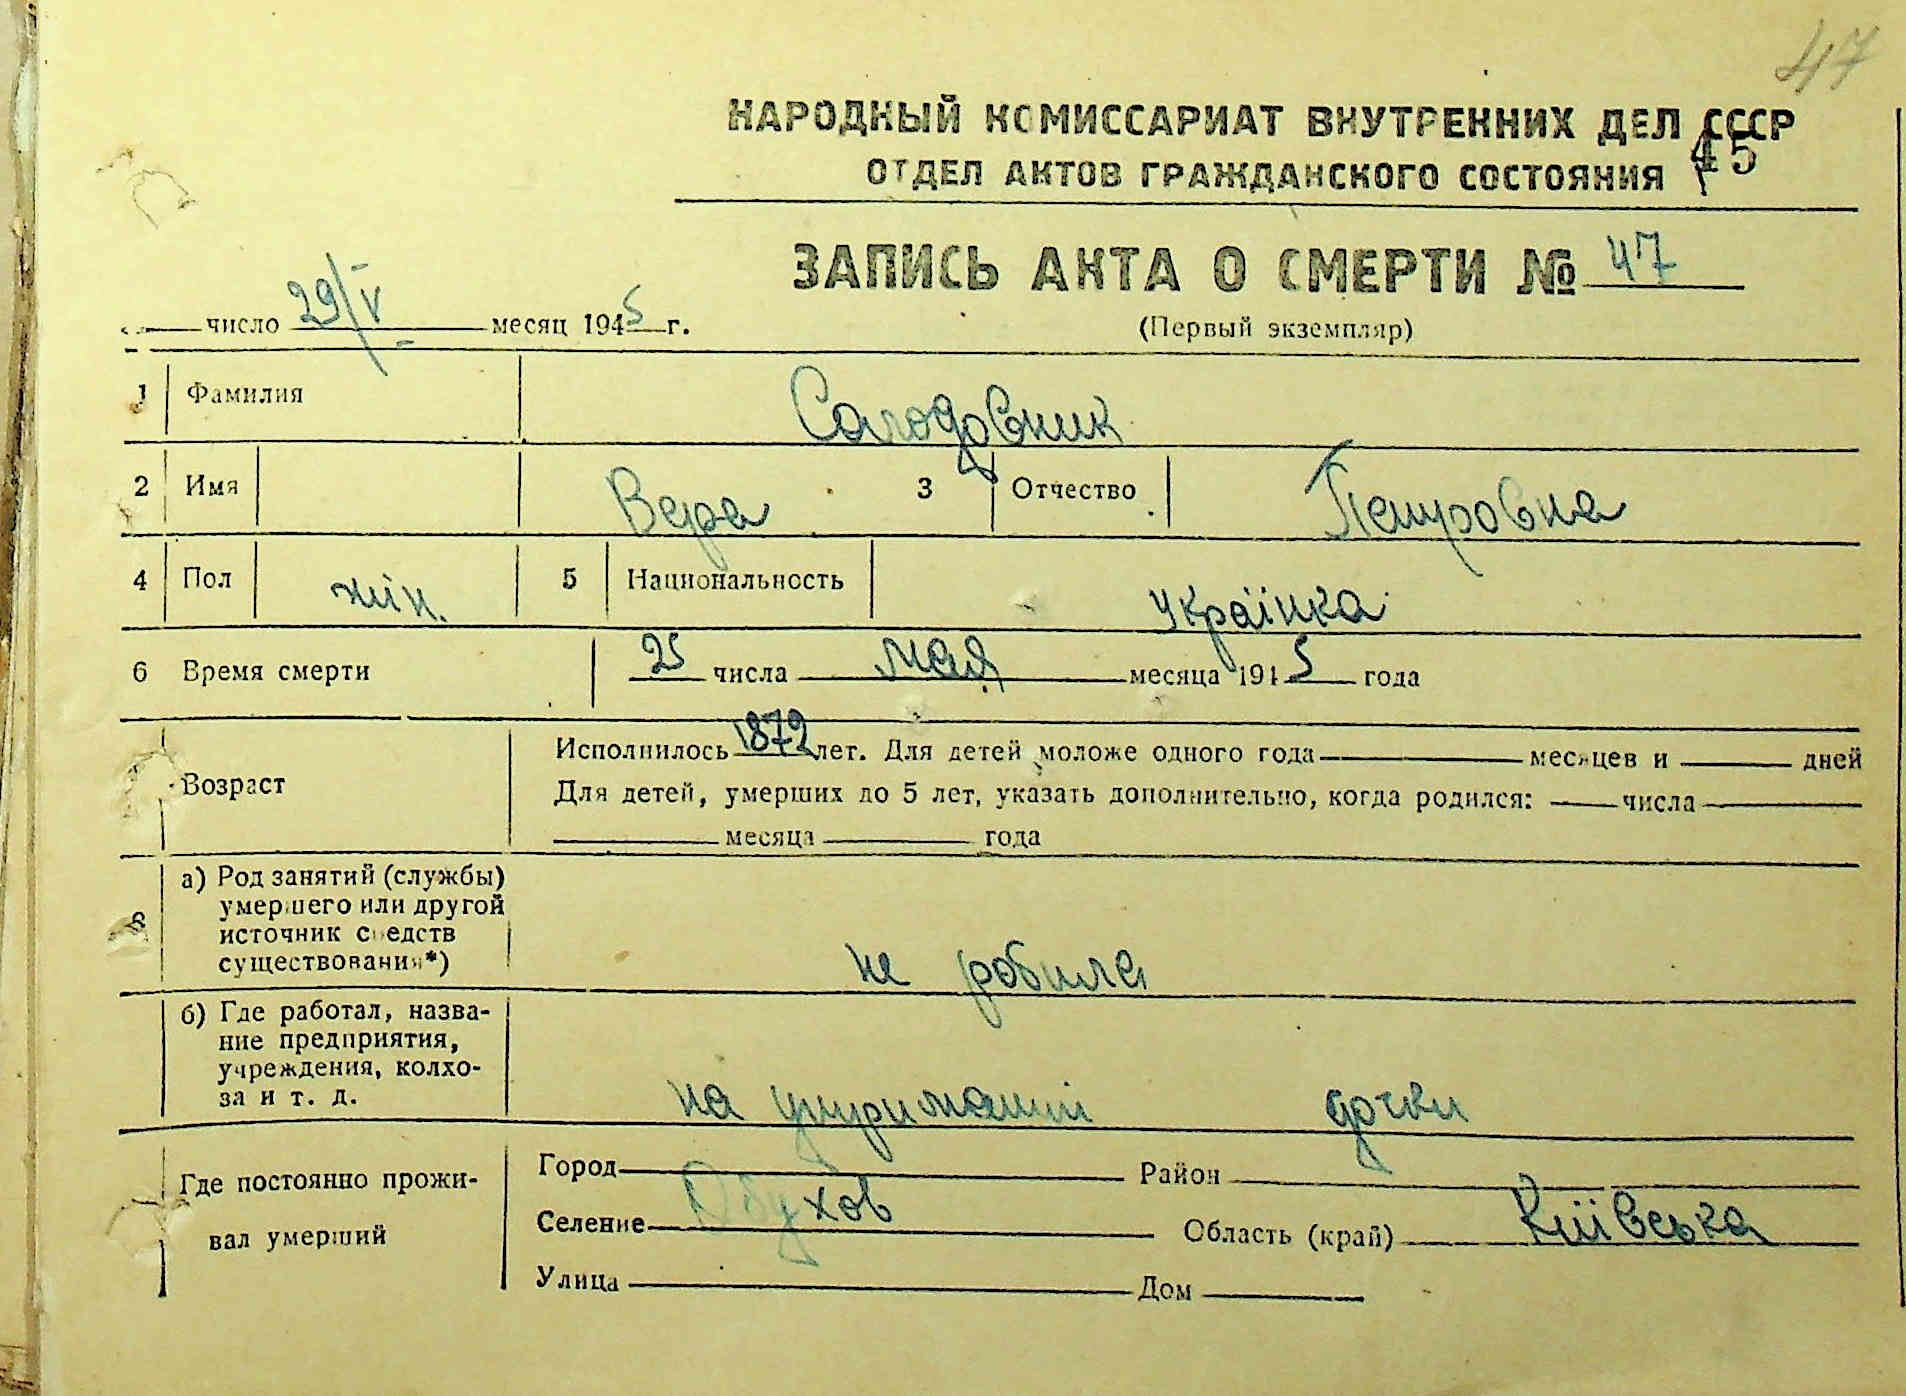 47
НАРОДНЫЙ КОМИССАРИАТ ВНУТРЕННИХ ДЕЛ СССР
ОТДЕЛ АКТОВ ГРАЖДАНСКОГО СОСТОЯНИЯ 45
ЗАПИСЬ АКТА О СМЕРТИ № 47
число 29/V месяц 1945 г.
(Первый экземпляр)
1 Фамилия Солодовник
2 Имя Вера 3 Отчество Петровна
4 Пол жін. 5 Национальность українка
6 Время смерти 25 числа мая месяца 1945 года
Исполнилось 1872 лет. Для детей моложе одного года месяцев и дней
Возраст
Для детей, умерших до 5 лет, указать дополнительно, когда родился: числа
месяца года
8 а) Род занятий (службы)
умершего или другой
источник средств
существования*)
не робила
б) Где работал, назва-
ние предприятия,
учреждения, колхо-
за и т. д.
на утриманні дочки
Где постоянно прожи-
вал умерший
Город Район
Селение Обухов Область (край) Київська
Улица Дом